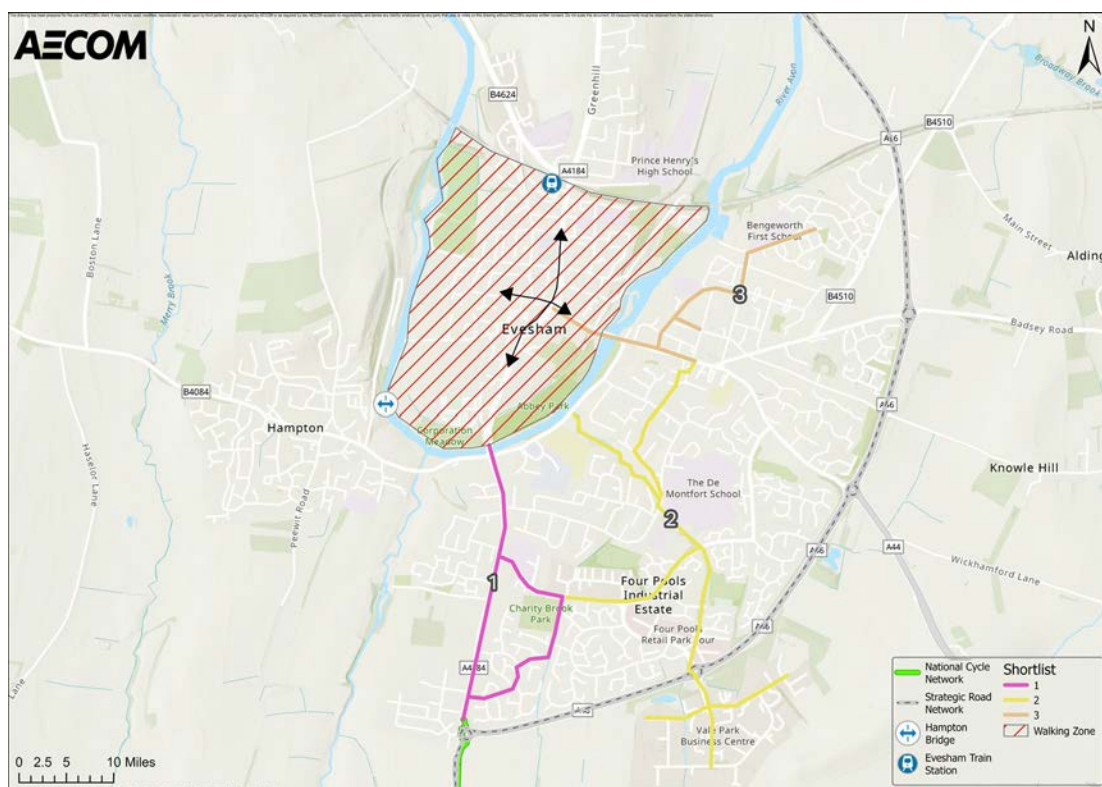 AECOM
N
B4624
Greenhill
River Avon
Broadway Brook
A46
B4510
A4184
Prince Henry's
High School
Main Street
Boston Lane
Merry Brook
Bengeworth
First School
Aldin
3
B4510
Badsey Road
Evesham
B4084
A46
Hampton
Abbey Park
Corporation
Meadow
Haselor Lane
Peewit Road
The De
Montfort School
Knowle Hill
2
A44
A46
Wickhamford Lane
1
Four Pools
Industrial
Estate
Charity Brook
Park
Four Pools
Retail Park Four
A46
A4184
Lane
Vale Park
Business Centre
National Cycle
Network
Strategic Road
Network
Hampton
Bridge
Evesham Train
Station
Shortlist
1
2
3
Walking Zone
0 2.5 5 10 Miles